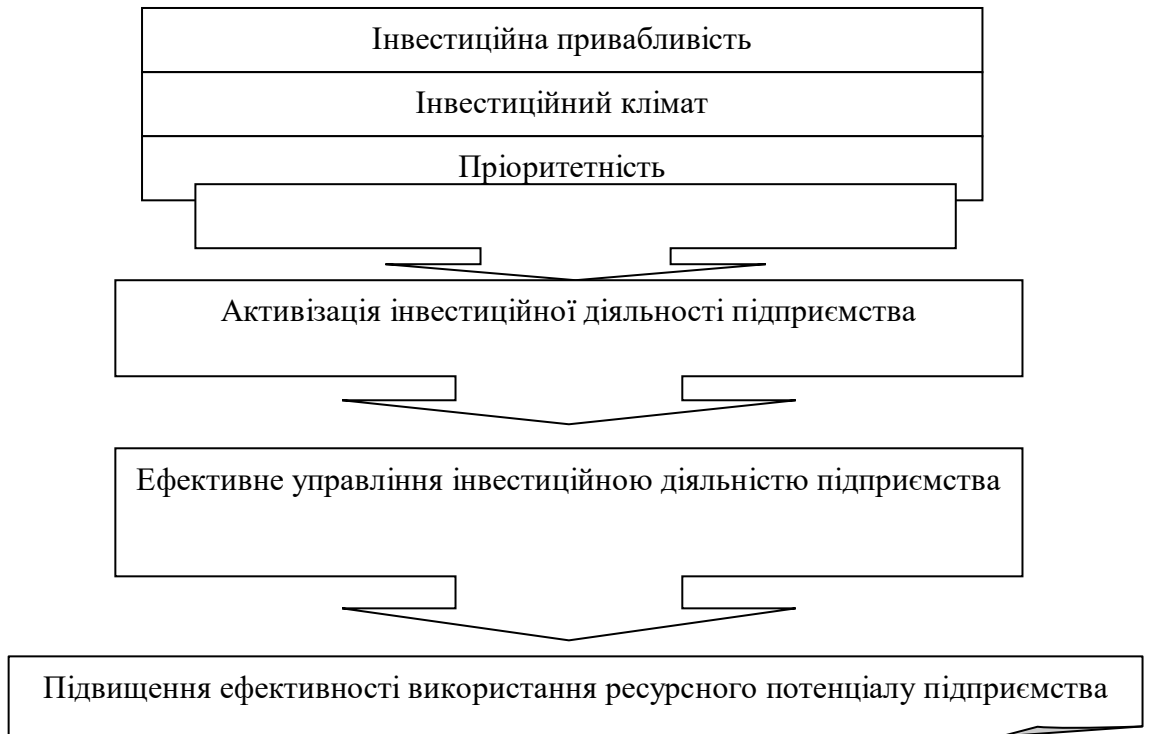 Інвестиційна привабливість
Інвестиційний клімат
Пріоритетність
Активізація інвестиційної діяльності підприємства
Ефективне управління інвестиційною діяльністю підприємства
Підвищення ефективності використання ресурсного потенціалу підприємства